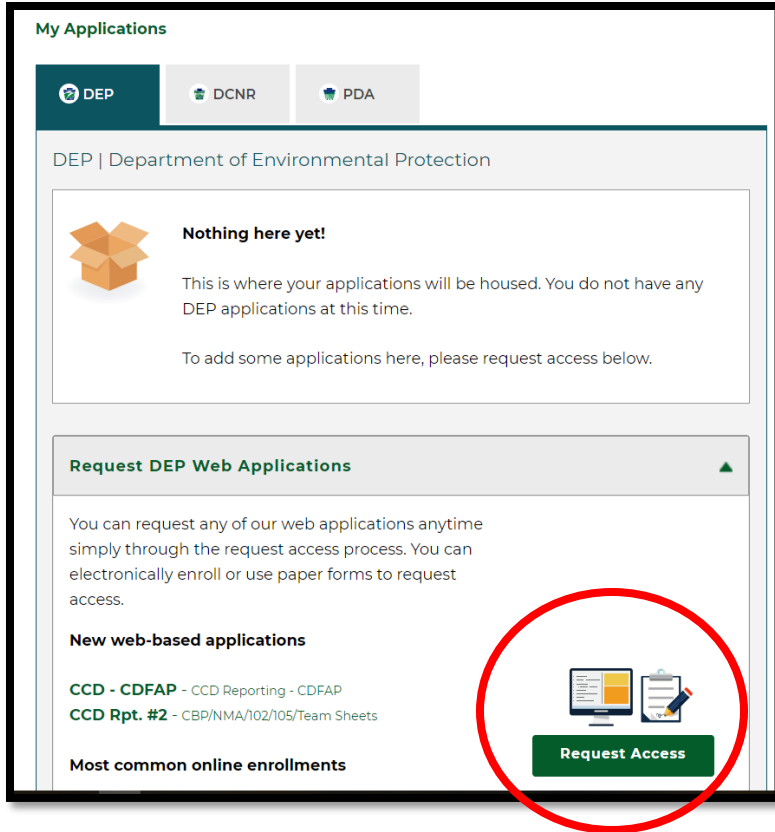 My Applications
DEP
DCNR
PDA
DEP | Department of Environmental Protection
Nothing here yet!
This is where your applications will be housed. You do not have any
DEP applications at this time.
To add some applications here, please request access below.
Request DEP Web Applications
You can request any of our web applications anytime
simply through the request access process. You can
electronically enroll or use paper forms to request
access.
New web-based applications
CCD - CDFAP - CCD Reporting - CDFAP
CCD Rpt. #2 - CBP/NMA/102/105/Team Sheets
Request Access
Most common online enrollments